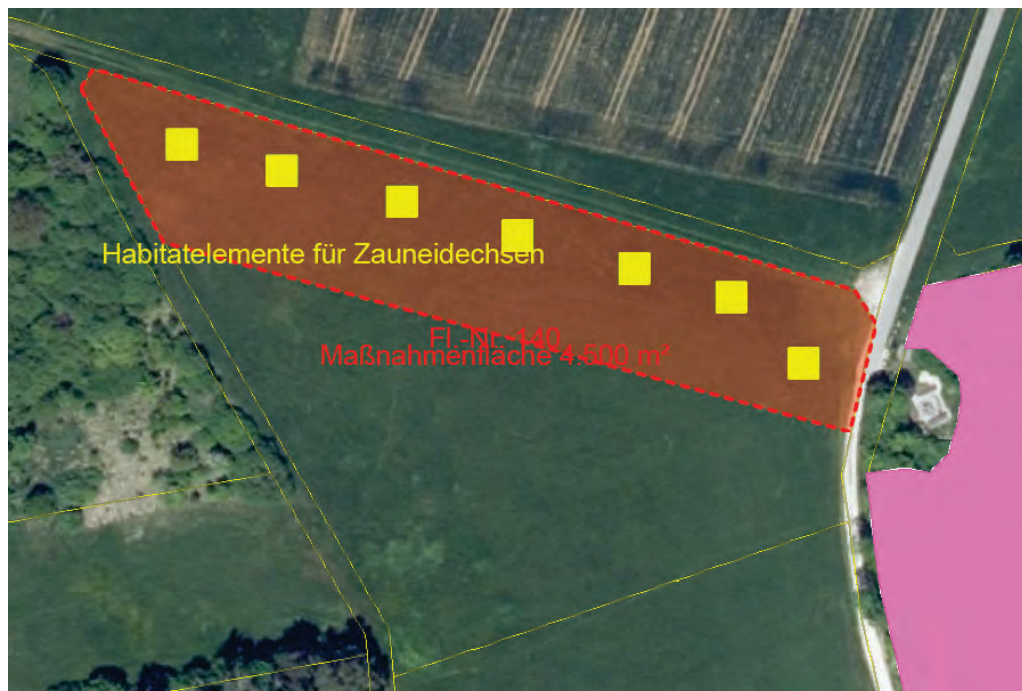 Habitatelemente für Zauneidechsen
Fl.-Nr. 140
Maßnahmenfläche 4.500 m²